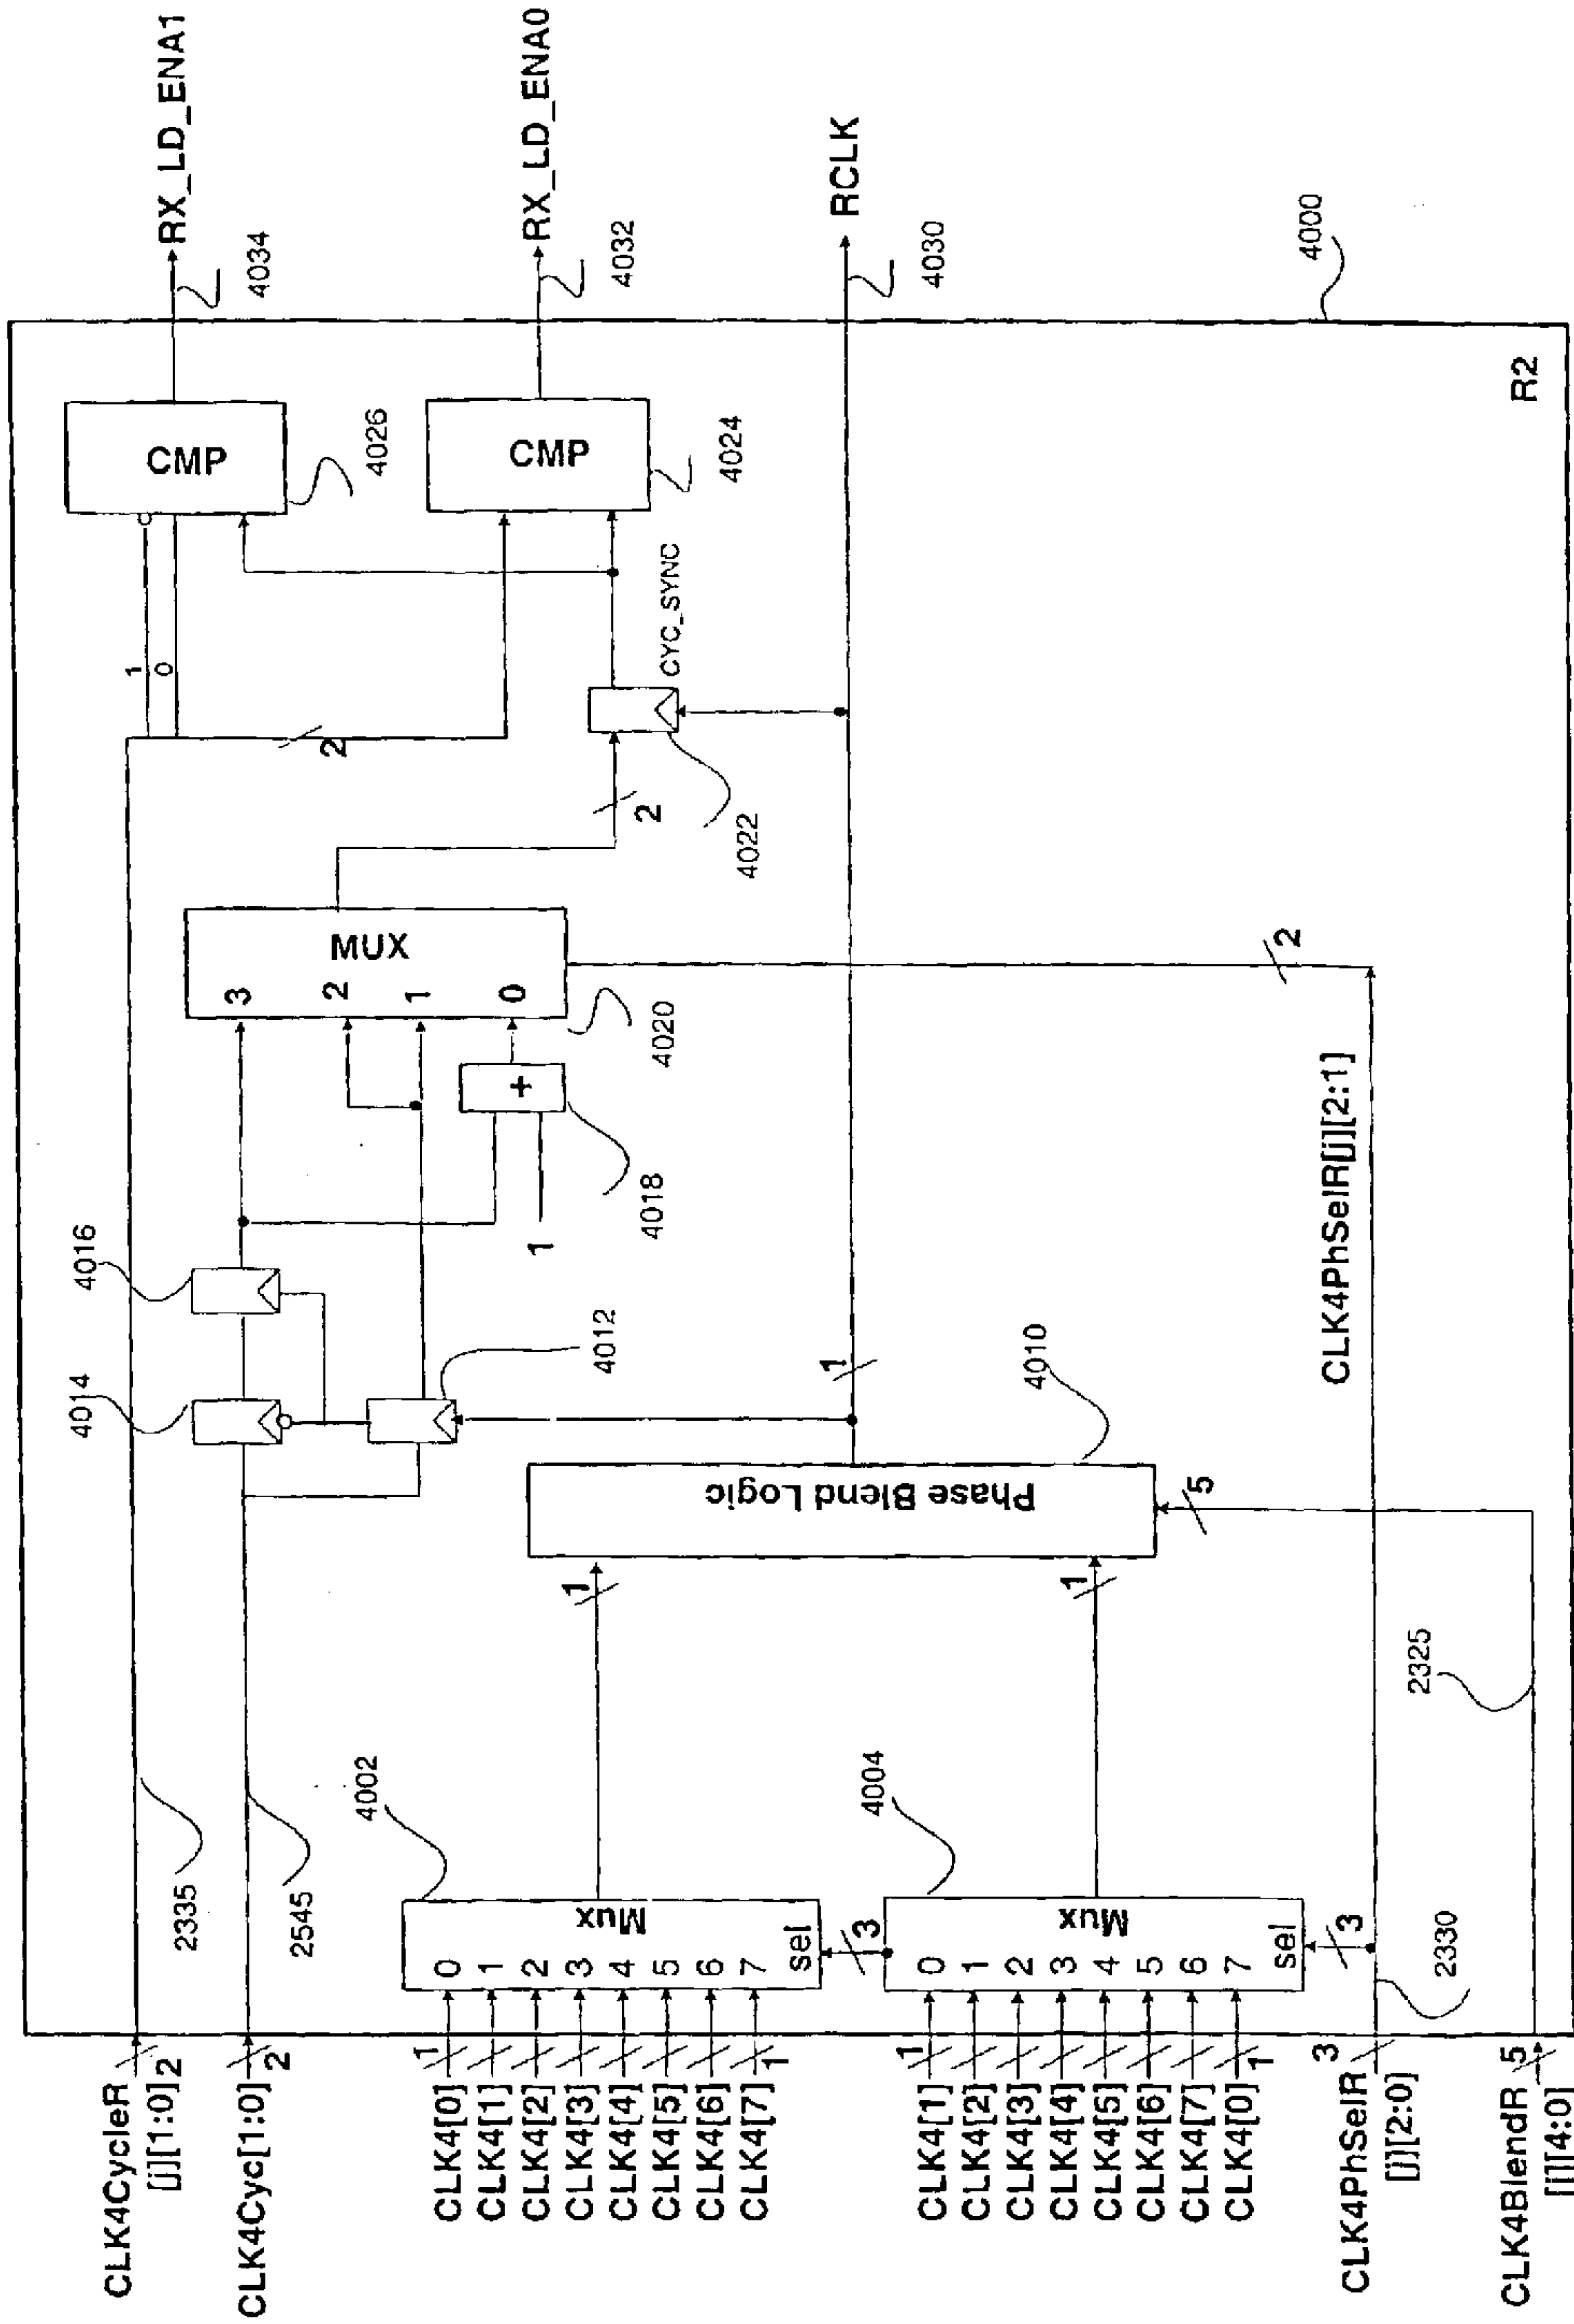 CLK4CycleR
[j][1:0]
2
CLK4Cyc[1:0]
2
CLK4[0]
CLK4[1]
CLK4[2]
CLK4[3]
CLK4[4]
CLK4[5]
CLK4[6]
CLK4[7]
1
1
CLK4[1]
CLK4[2]
CLK4[3]
CLK4[4]
CLK4[5]
CLK4[6]
CLK4[7]
CLK4[0]
1
1
CLK4PhSelR
[j][2:0]
3
CLK4BlendR
[j][4:0]
5
2335
2545
4002
Mux
0
1
2
3
4
5
6
7
sel
3
4004
Mux
0
1
2
3
4
5
6
7
sel
3
2330
2325
1
1
5
Phase Blend Logic
4010
1
4014
4016
4012
4018
+
1
CLK4PhSelR[j][2:1]
2
MUX
3
2
1
0
4020
2
4022
CYC_SYNC
1
0
2
CMP
4026
CMP
4024
R2
4000
RX_LD_ENA1
4034
RX_LD_ENA0
4032
RCLK
4030